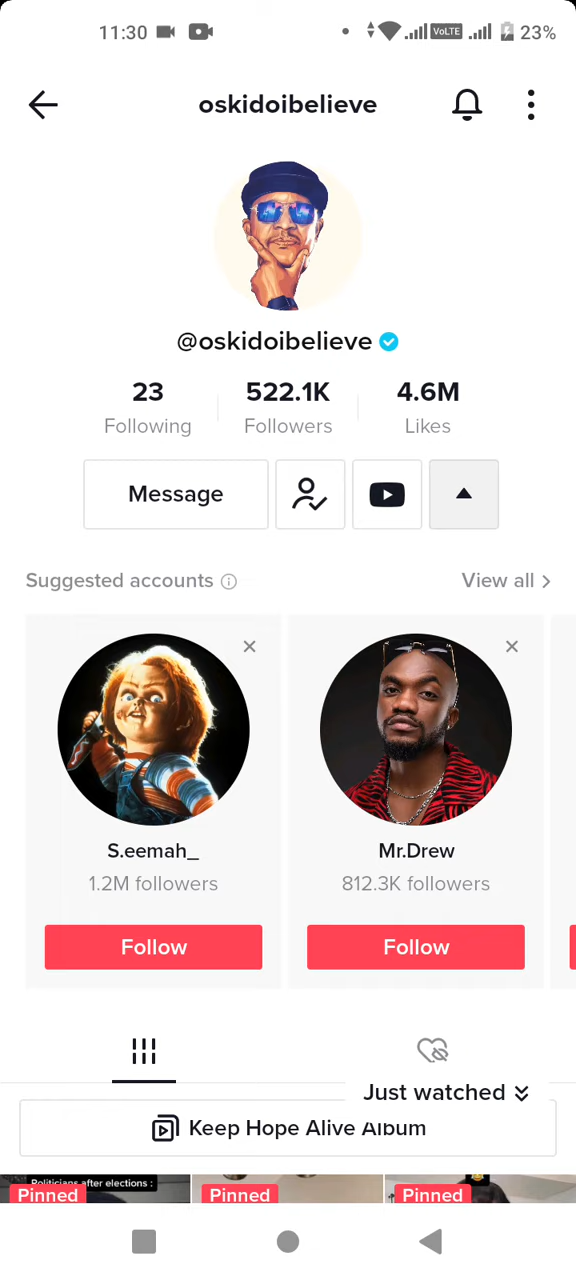 11:30 VoLTE 23%
oskidoibelieve
@oskidoibelieve
23 522.1K 4.6M
Following Followers Likes
Message
Suggested accounts View all
S.eemah_ Mr.Drew
1.2M followers 812.3K followers
Follow Follow
Just watched
Keep Hope Alive Album
Politicians after elections :
Pinned Pinned Pinned